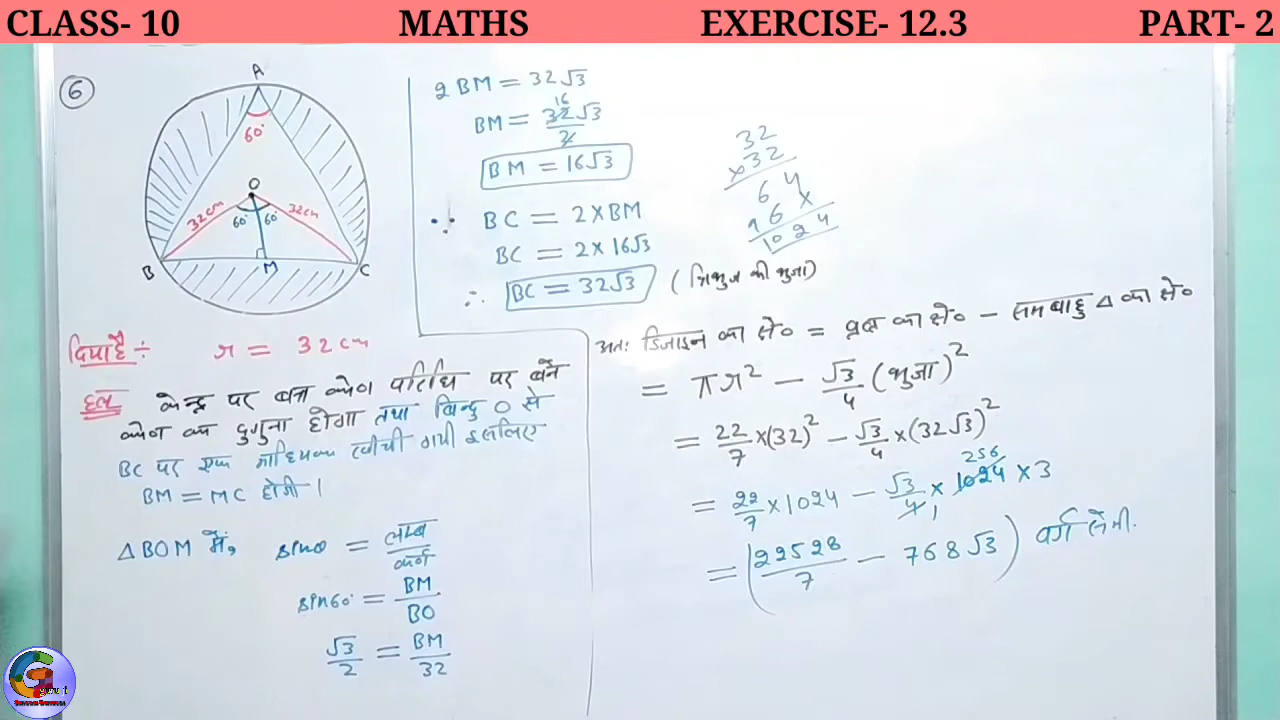 CLASS- 10 MATHS EXERCISE- 12.3 PART- 2
6
A
60°
O
32cm 32cm
60° 60°
B M C
दिया है ÷ r = 32 cm
हल केन्द्र पर बना कोण परिधि पर बने
कोण का दुगुना होगा तथा बिन्दु O से
BC पर एक माध्यिका खींची गयी इसलिए
BM = MC होगी ।
△BOM में, sinθ = लम्ब/कर्ण
sin60° = BM/BO
√3/2 = BM/32
2 BM = 32√3
BM = 32√3/2 16
BM = 16√3
∵ BC = 2×BM
BC = 2×16√3
∴ BC = 32√3 (त्रिभुज की भुजा)
32
×32
64
96×
1024
अतः डिजाइन का क्षे० = वृत्त का क्षे० − समबाहु △ का क्षे०
= πr² − √3/4 (भुजा)²
= 22/7 ×(32)² − √3/4 ×(32√3)²
256
= 22/7 ×1024 − √3/4 × 1024 × 3
1
= (22528/7 − 768√3) वर्ग सेमी.